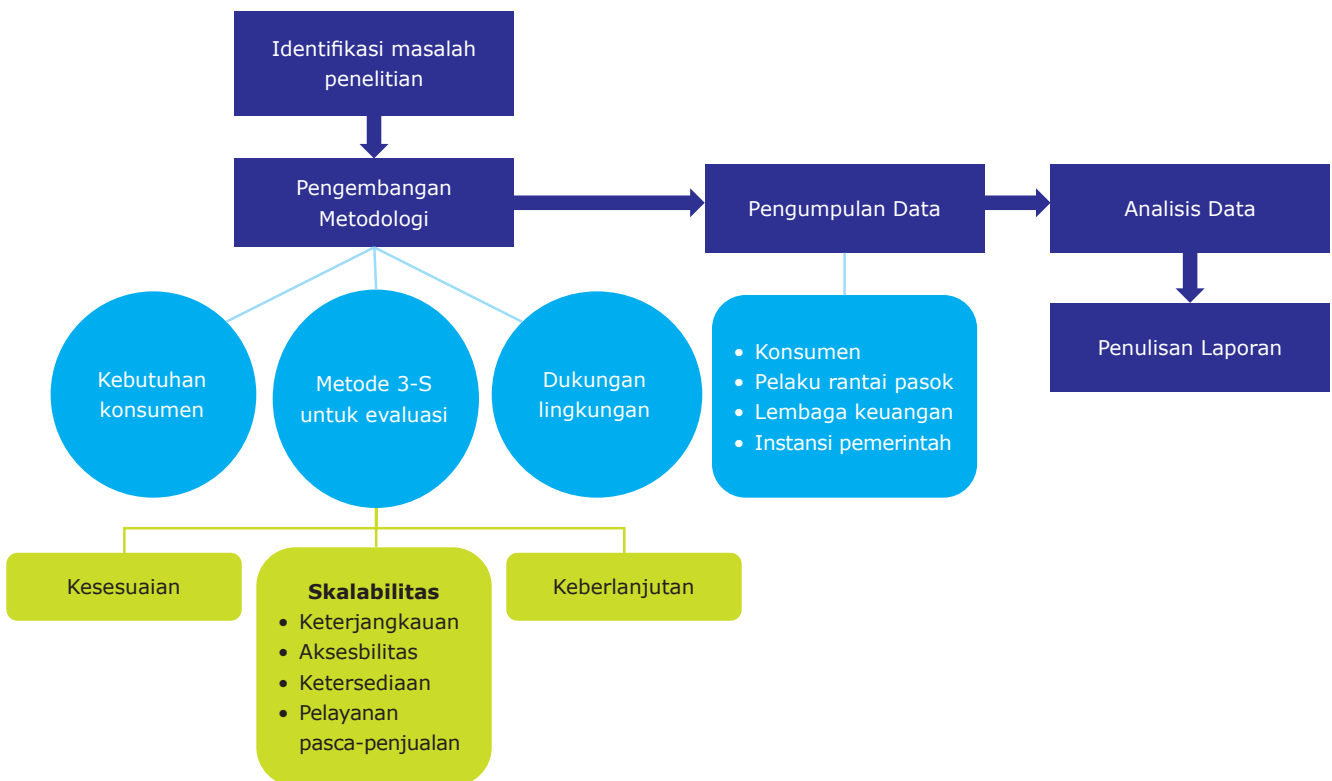 Identifikasi masalah
penelitian
Pengembangan
Metodologi
Pengumpulan Data
Analisis Data
Penulisan Laporan
Kebutuhan
konsumen
Metode 3-S
untuk evaluasi
Dukungan
lingkungan
• Konsumen
• Pelaku rantai pasok
• Lembaga keuangan
• Instansi pemerintah
Kesesuaian
Skalabilitas
• Keterjangkauan
• Aksesbilitas
• Ketersediaan
• Pelayanan
pasca-penjualan
Keberlanjutan